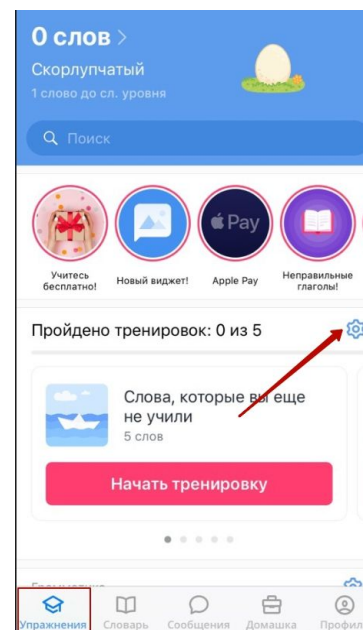 0 слов >
Скорлупчатый
1 слово до сл. уровня
Поиск
Pay
Учитесь
бесплатно!
Новый виджет!
Apple Pay
Неправильные
глаголы!
Пройдено тренировок: 0 из 5
Слова, которые вы еще
не учили
5 слов
Начать тренировку
Упражнения
Словарь
Сообщения
Домашка
Профил